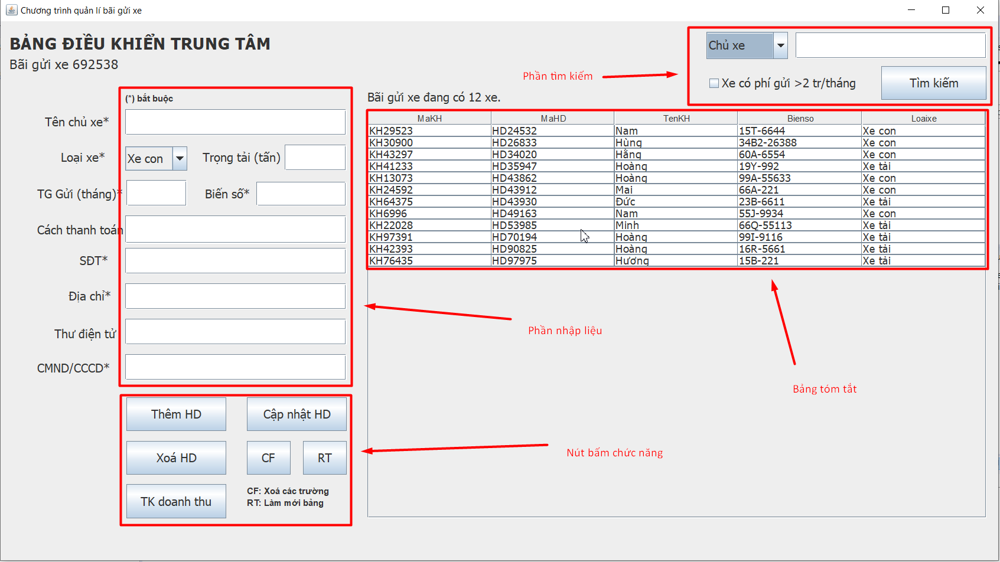 Chương trình quản lí bãi gửi xe
BẢNG ĐIỀU KHIỂN TRUNG TÂM
Bãi gửi xe 692538
Chủ xe
Phần tìm kiếm
Xe có phí gửi >2 tr/tháng
Tìm kiếm
(*) bắt buộc
Bãi gửi xe đang có 12 xe.
Tên chủ xe*
Loại xe*
Xe con
Trọng tải (tấn)
TG Gửi (tháng)*
Biến số*
Cách thanh toán
SĐT*
Địa chỉ*
Thư điện tử
CMND/CCCD*
MaKH MaHD TenKH Bienso Loaixe
KH29523 HD24532 Nam 15T-6644 Xe con
KH30900 HD26833 Hùng 34B2-26388 Xe con
KH43297 HD34020 Hằng 60A-6554 Xe con
KH41233 HD35947 Hoàng 19Y-992 Xe tải
KH13073 HD43862 Hoàng 99A-55633 Xe con
KH24592 HD43912 Mai 66A-221 Xe con
KH64375 HD43930 Đức 23B-6611 Xe tải
KH6996 HD49163 Nam 55J-9934 Xe con
KH22028 HD53985 Minh 66Q-55113 Xe tải
KH97391 HD70194 Hoàng 99I-9116 Xe tải
KH42393 HD90825 Hoàng 16R-5661 Xe tải
KH76435 HD97975 Hương 15B-221 Xe tải
Phần nhập liệu
Bảng tóm tắt
Thêm HD
Cập nhật HD
Xoá HD
CF
RT
Nút bấm chức năng
TK doanh thu
CF: Xoá các trường
RT: Làm mới bảng